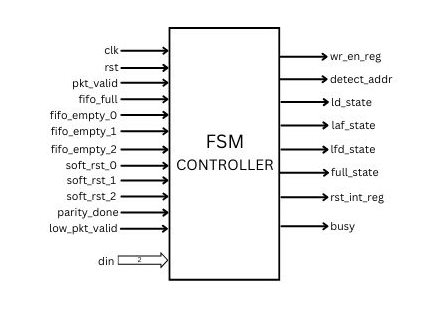 clk
rst
pkt_valid
fifo_full
fifo_empty_0
fifo_empty_1
fifo_empty_2
soft_rst_0
soft_rst_1
soft_rst_2
parity_done
low_pkt_valid
din
2
FSM
CONTROLLER
wr_en_reg
detect_addr
ld_state
laf_state
lfd_state
full_state
rst_int_reg
busy